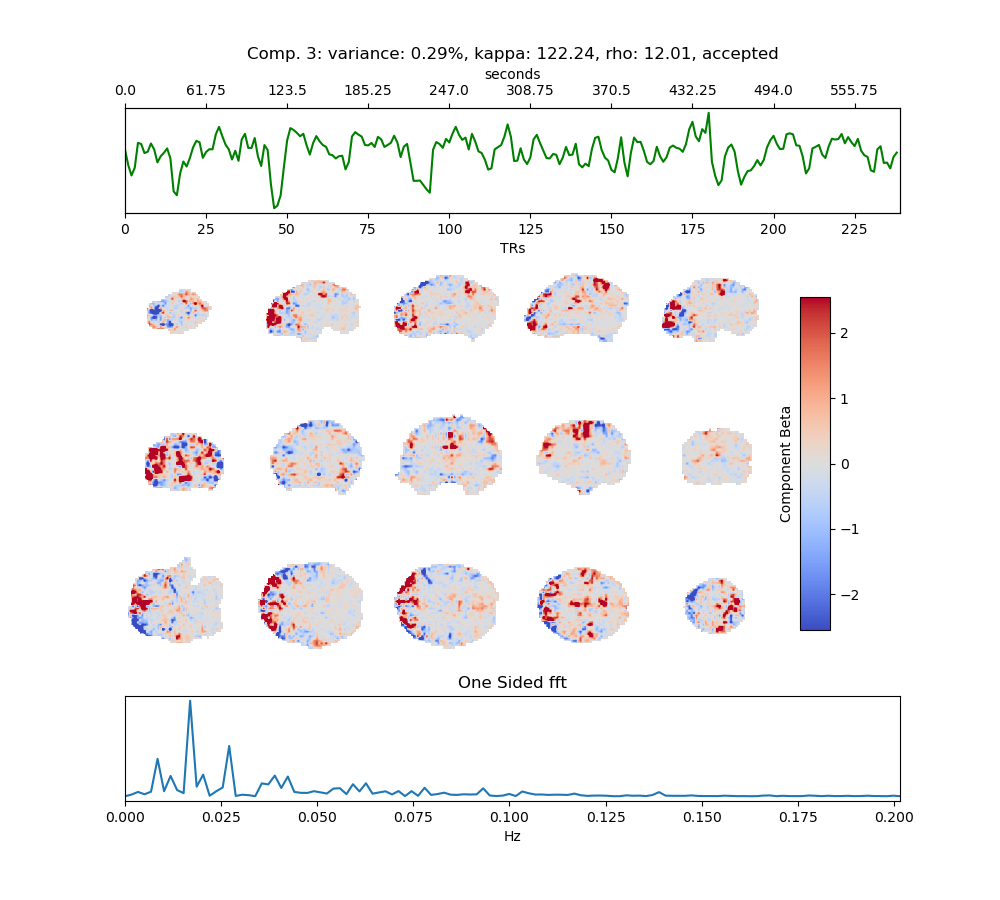 Comp. 3: variance: 0.29%, kappa: 122.24, rho: 12.01, accepted
seconds
0.0 61.75 123.5 185.25 247.0 308.75 370.5 432.25 494.0 555.75
0 25 50 75 100 125 150 175 200 225
TRs
2
1
0
−1
−2
Component Beta
One Sided fft
0.000 0.025 0.050 0.075 0.100 0.125 0.150 0.175 0.200
Hz